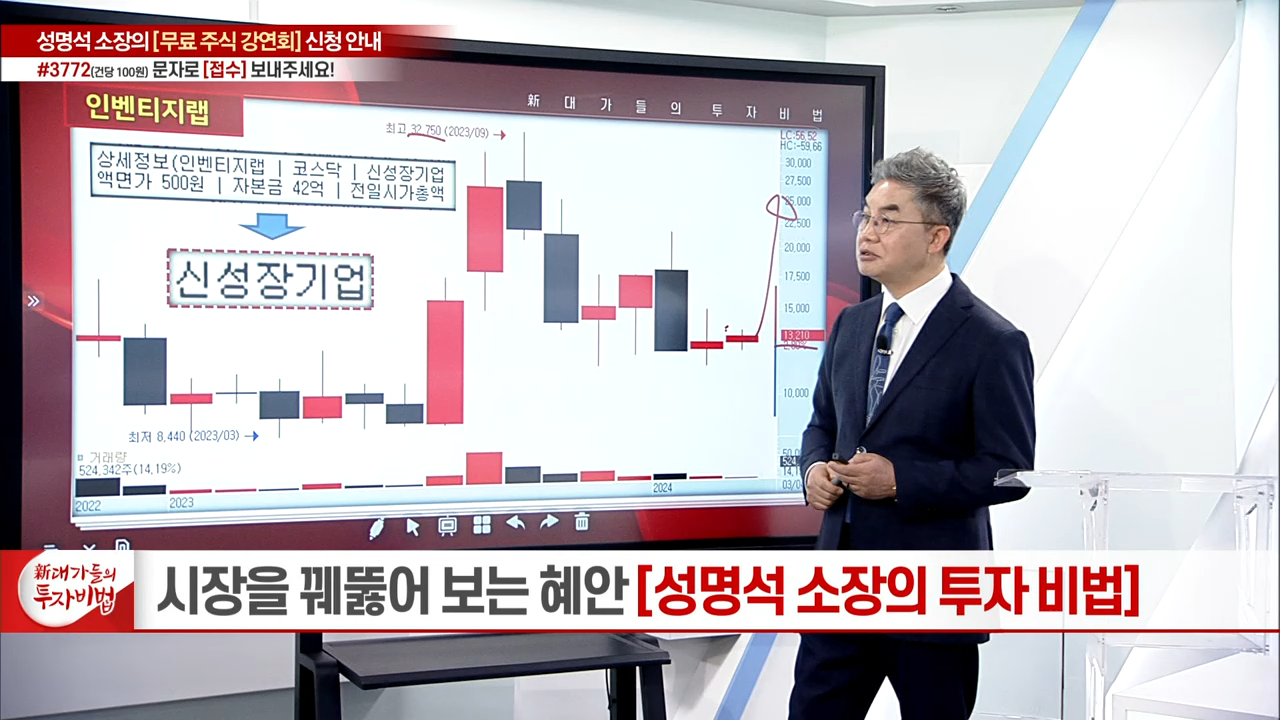 성명석 소장의 [무료 주식 강연회] 신청 안내
#3772(건당 100원) 문자로 [접수] 보내주세요!
인벤티지랩
新 대 가 들 의 투 자 비 법
최고 32,750 (2023/09)
LC:56.52
HC:-59.66
상세정보(인벤티지랩 | 코스닥 | 신성장기업
액면가 500원 | 자본금 42억 | 전일시가총액
신성장기업
30,000
27,500
25,000
22,500
20,000
17,500
15,000
13,210
10,000
최저 8,440 (2023/03)
거래량
524,342주(14.19%)
2022
2023
2024
新대가들의
투자비법
시장을 꿰뚫어 보는 혜안 [성명석 소장의 투자 비법]